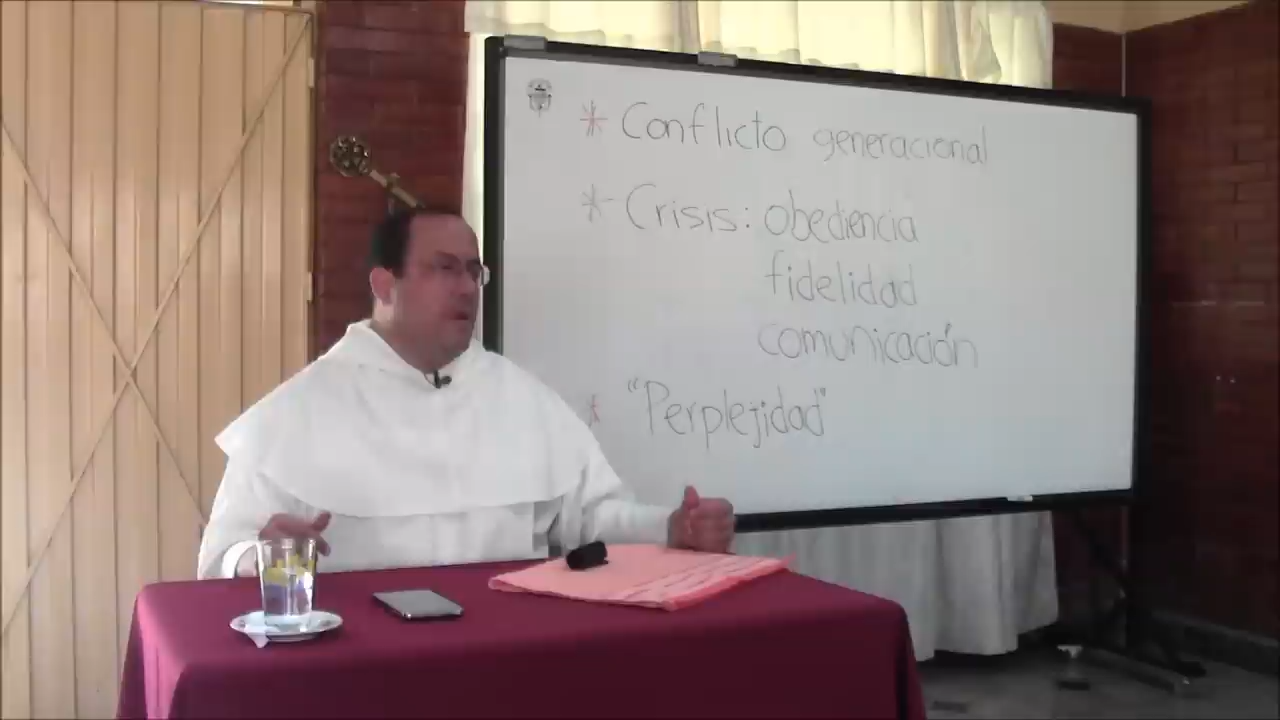 * Conflicto generacional
* Crisis: obediencia
fidelidad
comunicación
* "Perplejidad"